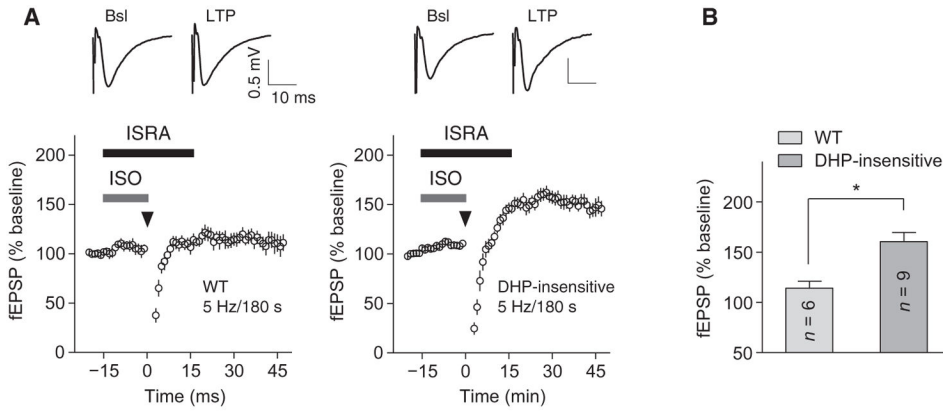 A
Bsl
LTP
0.5 mV
10 ms
Bsl
LTP
fEPSP (% baseline)
200
150
100
50
0
ISRA
ISO
WT
5 Hz/180 s
−15
0
15
30
45
Time (ms)
fEPSP (% baseline)
200
150
100
50
0
ISRA
ISO
DHP-insensitive
5 Hz/180 s
−15
0
15
30
45
Time (min)
B
WT
DHP-insensitive
fEPSP (% baseline)
200
150
100
50
*
n = 6
n = 9